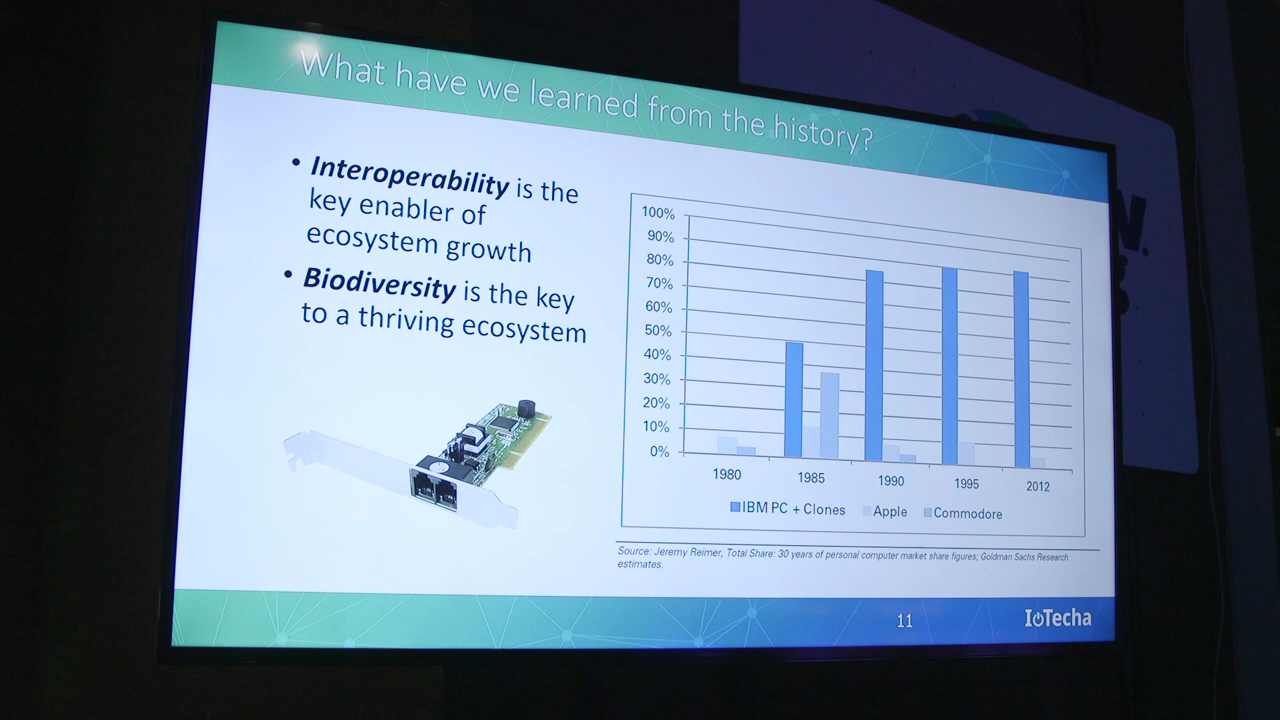 What have we learned from the history?
• Interoperability is the
key enabler of
ecosystem growth
• Biodiversity is the key
to a thriving ecosystem
100%
90%
80%
70%
60%
50%
40%
30%
20%
10%
0%
1980 1985 1990 1995 2012
IBM PC + Clones Apple Commodore
Source: Jeremy Reimer, Total Share: 30 years of personal computer market share figures; Goldman Sachs Research
estimates.
11
IoTecha